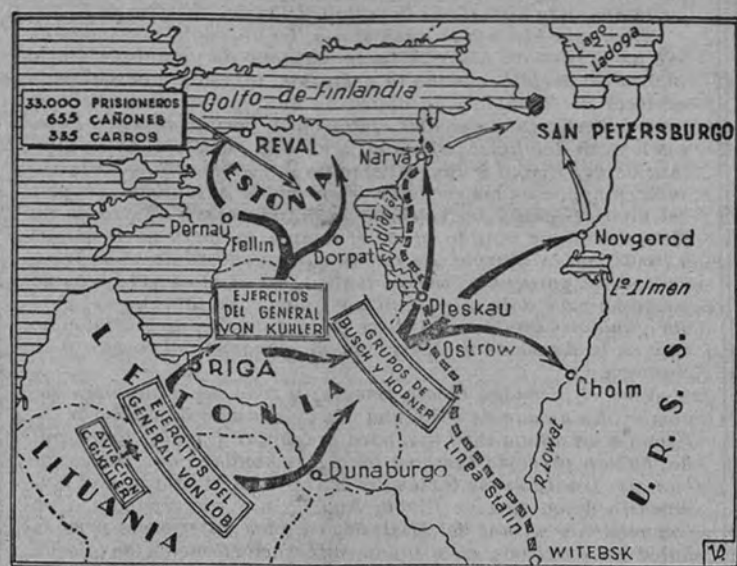 Lago
Ladoga
Golfo de Finlandia
33.000 PRISIONEROS
655 CAÑONES
335 CARROS
SAN PETERSBURGO
REVAL
Narva
ESTONIA
Peipus
Pernau
Fellin
Dorpat
Novgorod
Lº Ilmen
EJERCITOS
DEL GENERAL
VON KUHLER
Pleskau
GRUPOS DE
BUSCH Y HOPNER
Ostrow
RIGA
LETONIA
Cholm
U. R. S. S.
EJERCITOS DEL
GENERAL VON LOB
AVIACION
LITUANIA
Dunaburgo
Linea Stalin
R. Lowat
WITEBSK